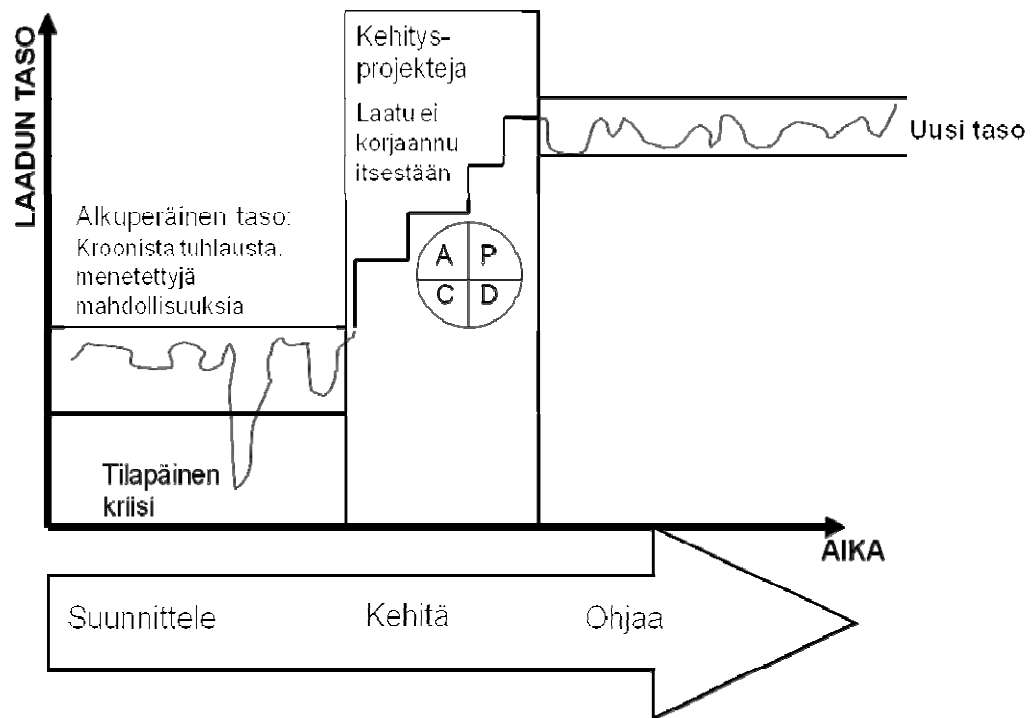 LAADUN TASO
Kehitys-
projekteja
Laatu ei
korjaannu
itsestään
Uusi taso
Alkuperäinen taso:
Kroonista tuhlausta,
menetettyjä
mahdollisuuksia
A P
C D
Tilapäinen
kriisi
AIKA
Suunnittele Kehitä Ohjaa